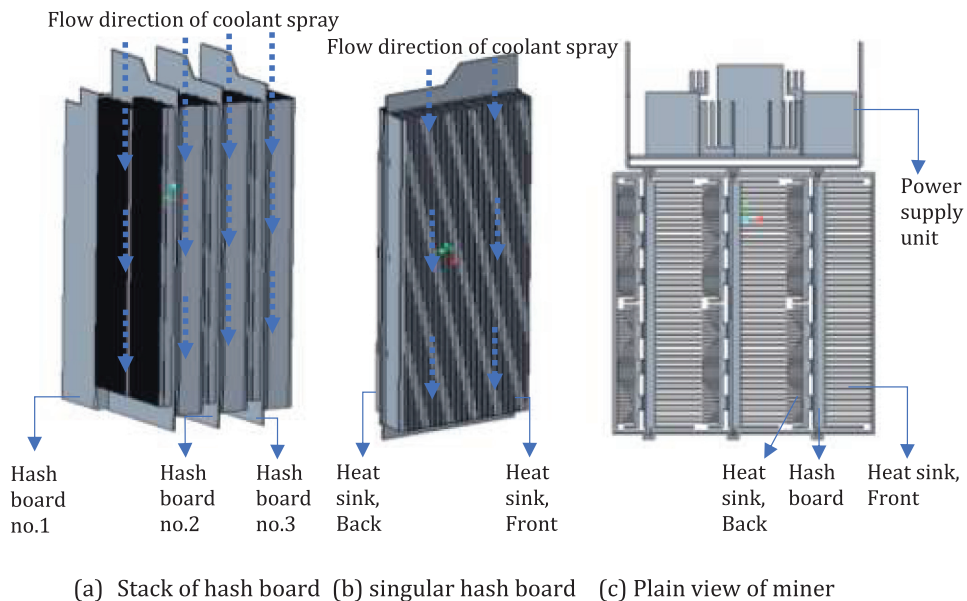 Flow direction of coolant spray
Flow direction of coolant spray
Power
supply
unit
Hash
board
no.1
Hash
board
no.2
Hash
board
no.3
Heat
sink,
Back
Heat
sink,
Front
Heat
sink,
Back
Hash
board
Heat sink,
Front
(a) Stack of hash board (b) singular hash board (c) Plain view of miner